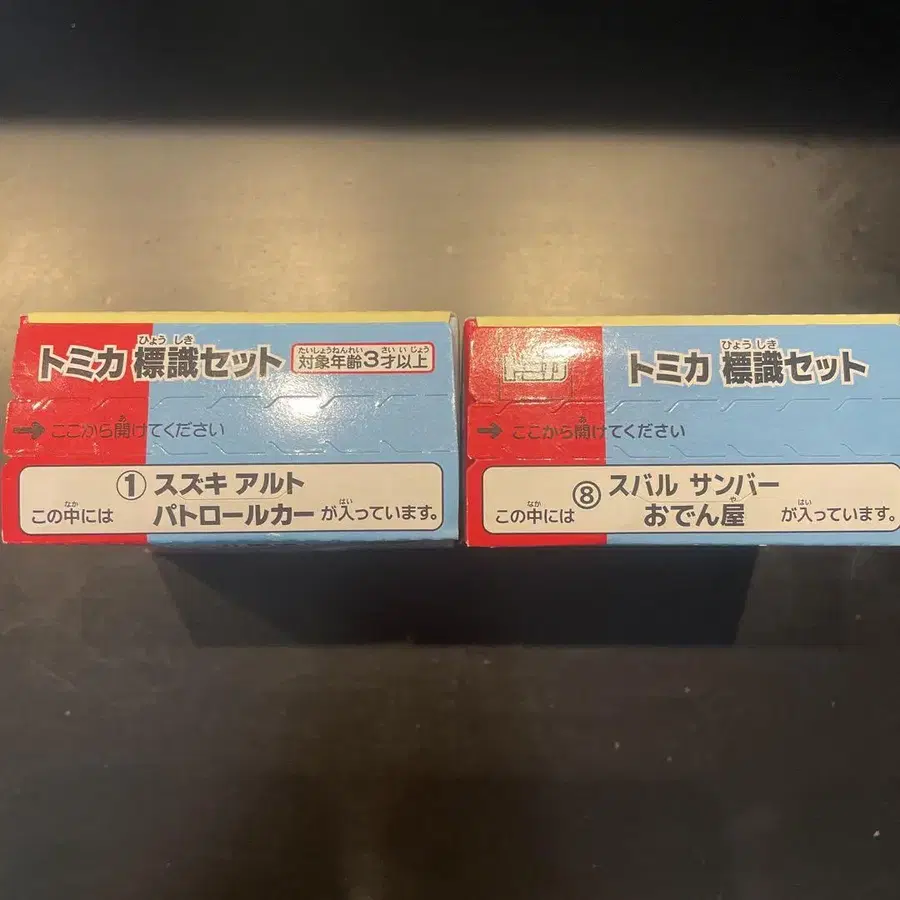 ひょう しき
トミカ 標識セット
たいしょうねんれい さい い じょう
対象年齢3才以上
あ
ここから開けてください
① スズキ アルト
なか はい
この中には パトロールカー が入っています。
トミカ
ひょう しき
トミカ 標識セット
あ
ここから開けてください
⑧ スバル サンバー
なか や はい
この中には おでん屋 が入っています。